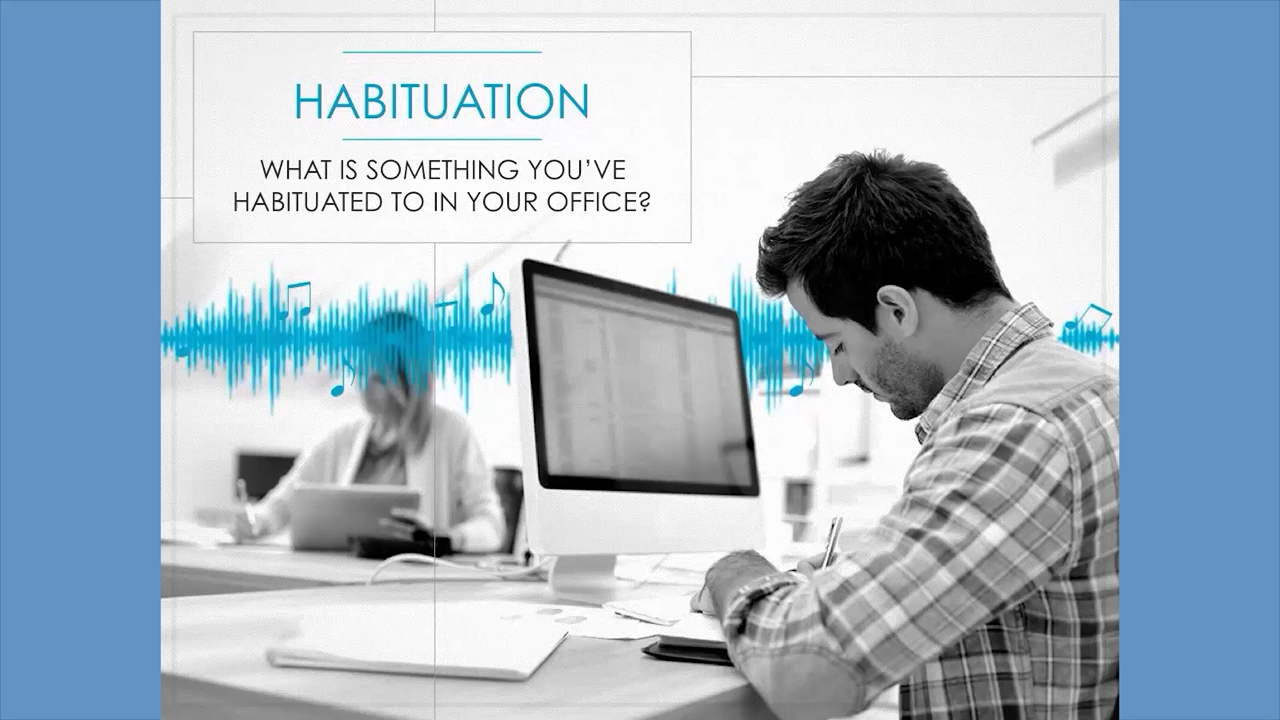 HABITUATION
WHAT IS SOMETHING YOU'VE
HABITUATED TO IN YOUR OFFICE?